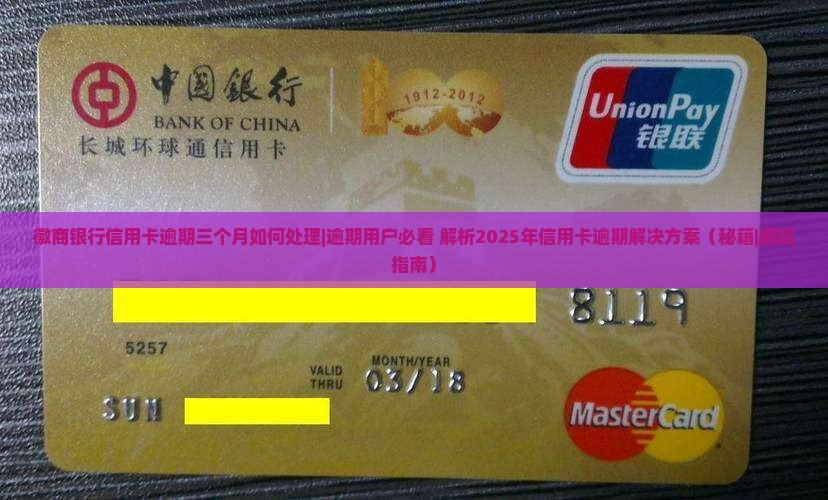 中國銀行
BANK OF CHINA
长城环球通信用卡
1912-2012
UnionPay
银联
徽商银行信用卡逾期三个月如何处理|逾期用户必看 解析2025年信用卡逾期解决方案（秘籍|
指南）
8119
5257
VALID
THRU
MONTH/YEAR
03/18
SUN
MasterCard